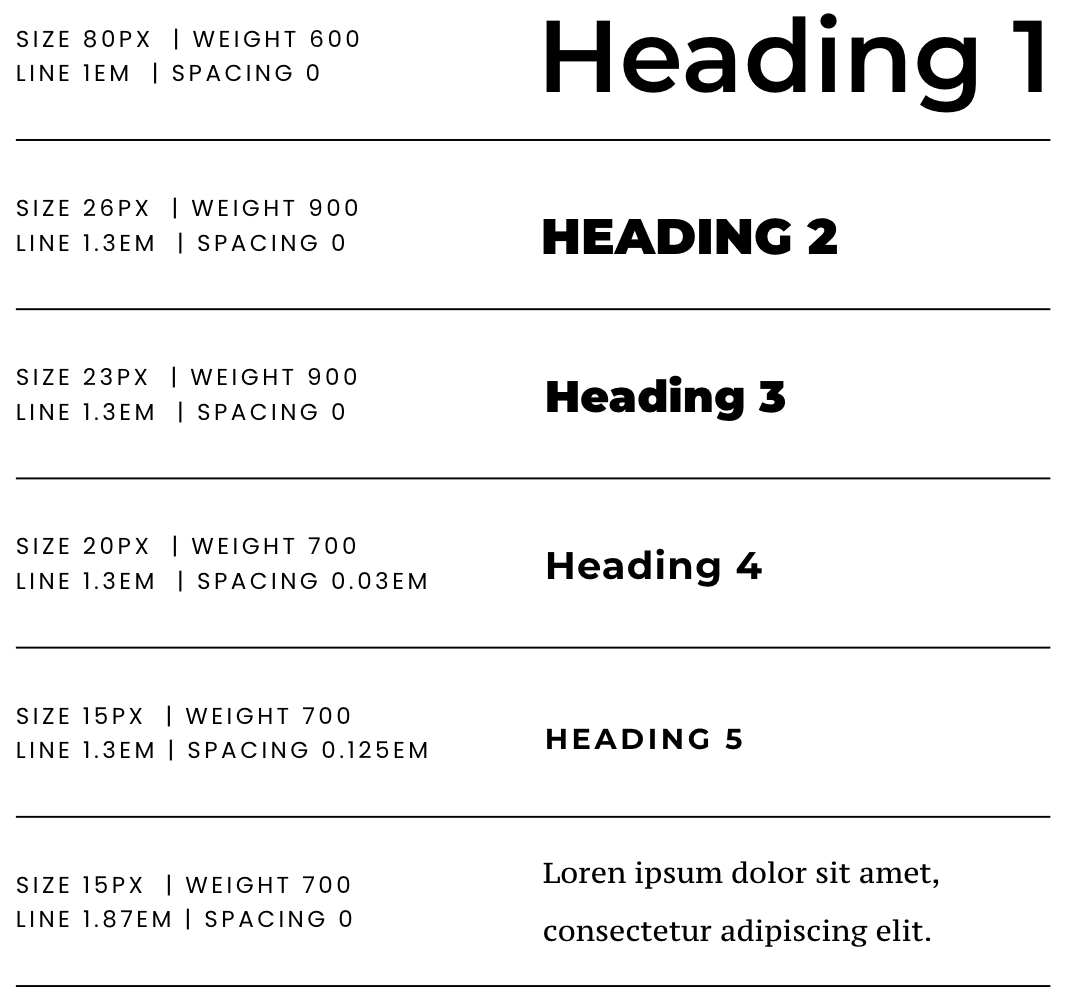 SIZE 80PX | WEIGHT 600
LINE 1EM | SPACING 0
Heading 1
SIZE 26PX | WEIGHT 900
LINE 1.3EM | SPACING 0
HEADING 2
SIZE 23PX | WEIGHT 900
LINE 1.3EM | SPACING 0
Heading 3
SIZE 20PX | WEIGHT 700
LINE 1.3EM | SPACING 0.03EM
Heading 4
SIZE 15PX | WEIGHT 700
LINE 1.3EM | SPACING 0.125EM
HEADING 5
SIZE 15PX | WEIGHT 700
LINE 1.87EM | SPACING 0
Loren ipsum dolor sit amet,
consectetur adipiscing elit.